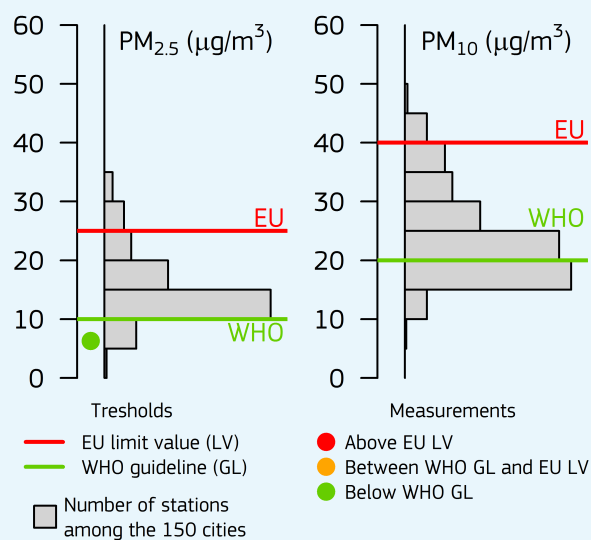 PM2.5 (µg/m³)
60
50
40
30
20
10
0
EU
WHO
PM10 (µg/m³)
60
50
40
30
20
10
0
EU
WHO
Tresholds
EU limit value (LV)
WHO guideline (GL)
Number of stations
among the 150 cities
Measurements
Above EU LV
Between WHO GL and EU LV
Below WHO GL